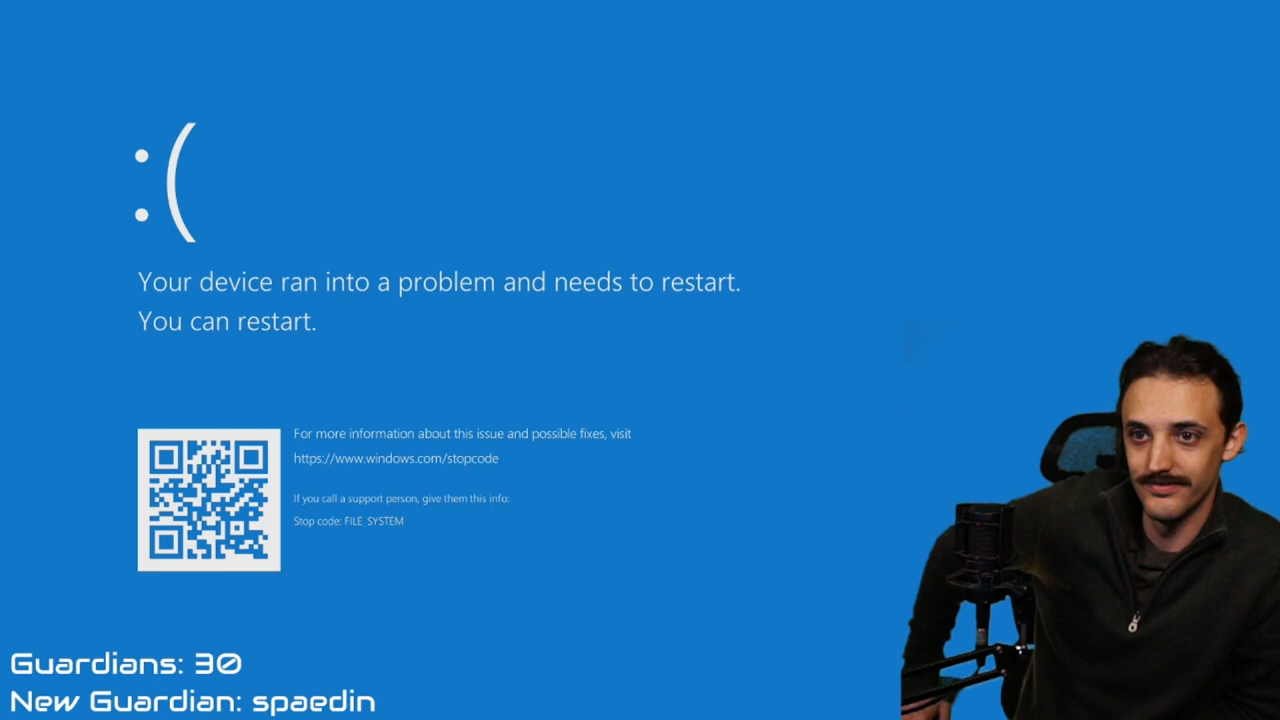 :(
Your device ran into a problem and needs to restart.
You can restart.
For more information about this issue and possible fixes, visit
https://www.windows.com/stopcode
If you call a support person, give them this info:
Stop code: FILE_SYSTEM
Guardians: 30
New Guardian: spaedin